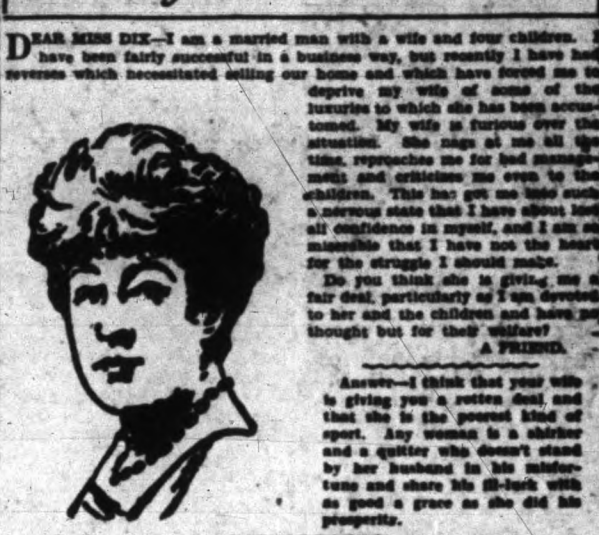 DEAR MISS DIX—I am a married man with a wife and four children. I
have been fairly successful in a business way, but recently I have had
reverses which necessitated selling our home and which have forced me to
deprive my wife of some of the
luxuries to which she has been accus-
tomed. My wife is furious over the
situation. She nags at me all the
time, reproaches me for bad manage-
ment and criticizes me even to the
children. This has got me into such
a nervous state that I have about lost
all confidence in myself, and I am so
miserable that I have not the heart
for the struggle I should make.
Do you think she is giving me a
fair deal, particularly as I am devoted
to her and the children and have no
thought but for their welfare?
A FRIEND.
Answer—I think that your wife
is giving you a rotten deal, and
that she is the poorest kind of
sport. Any woman is a shirker
and a quitter who doesn't stand
by her husband in his misfor-
tune and share his ill-luck with
as good a grace as she did his
prosperity.